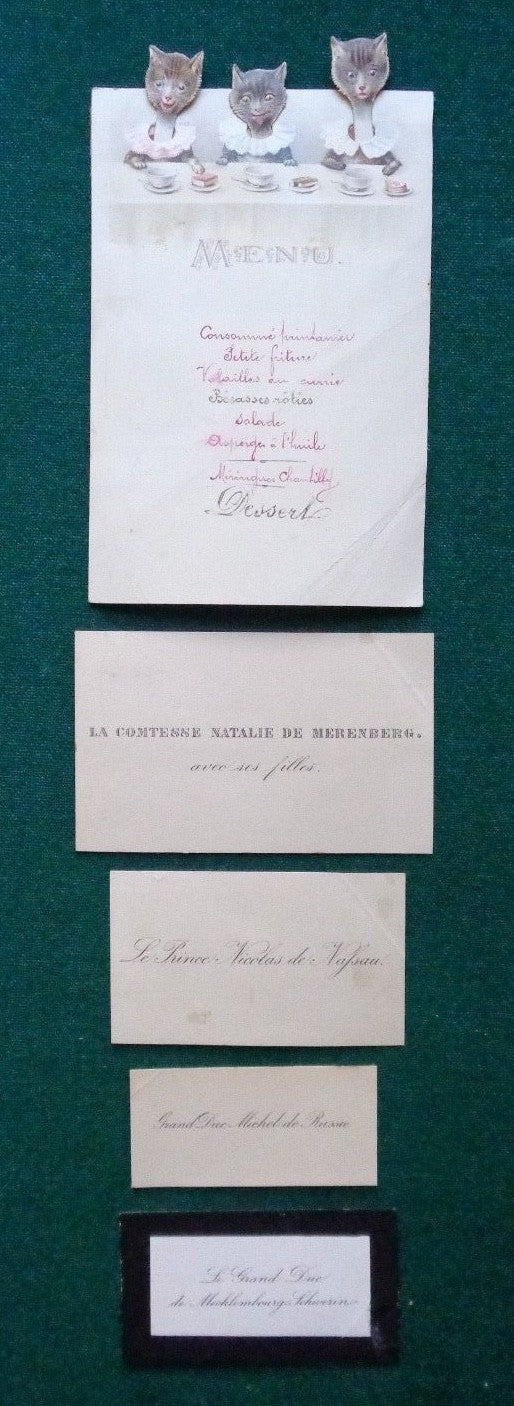 MENU.
Consommé printanier
Petite friture
Volailles au currie
Bécasses rôties
Salade
Asperges à l'huile
Méringues Chantilly
Dessert
LA COMTESSE NATALIE DE MERENBERG.
avec ses filles.
Le Prince Nicolas de Nassau.
Grand Duc Michel de Russie
Le Grand Duc
de Mecklembourg Schwerin